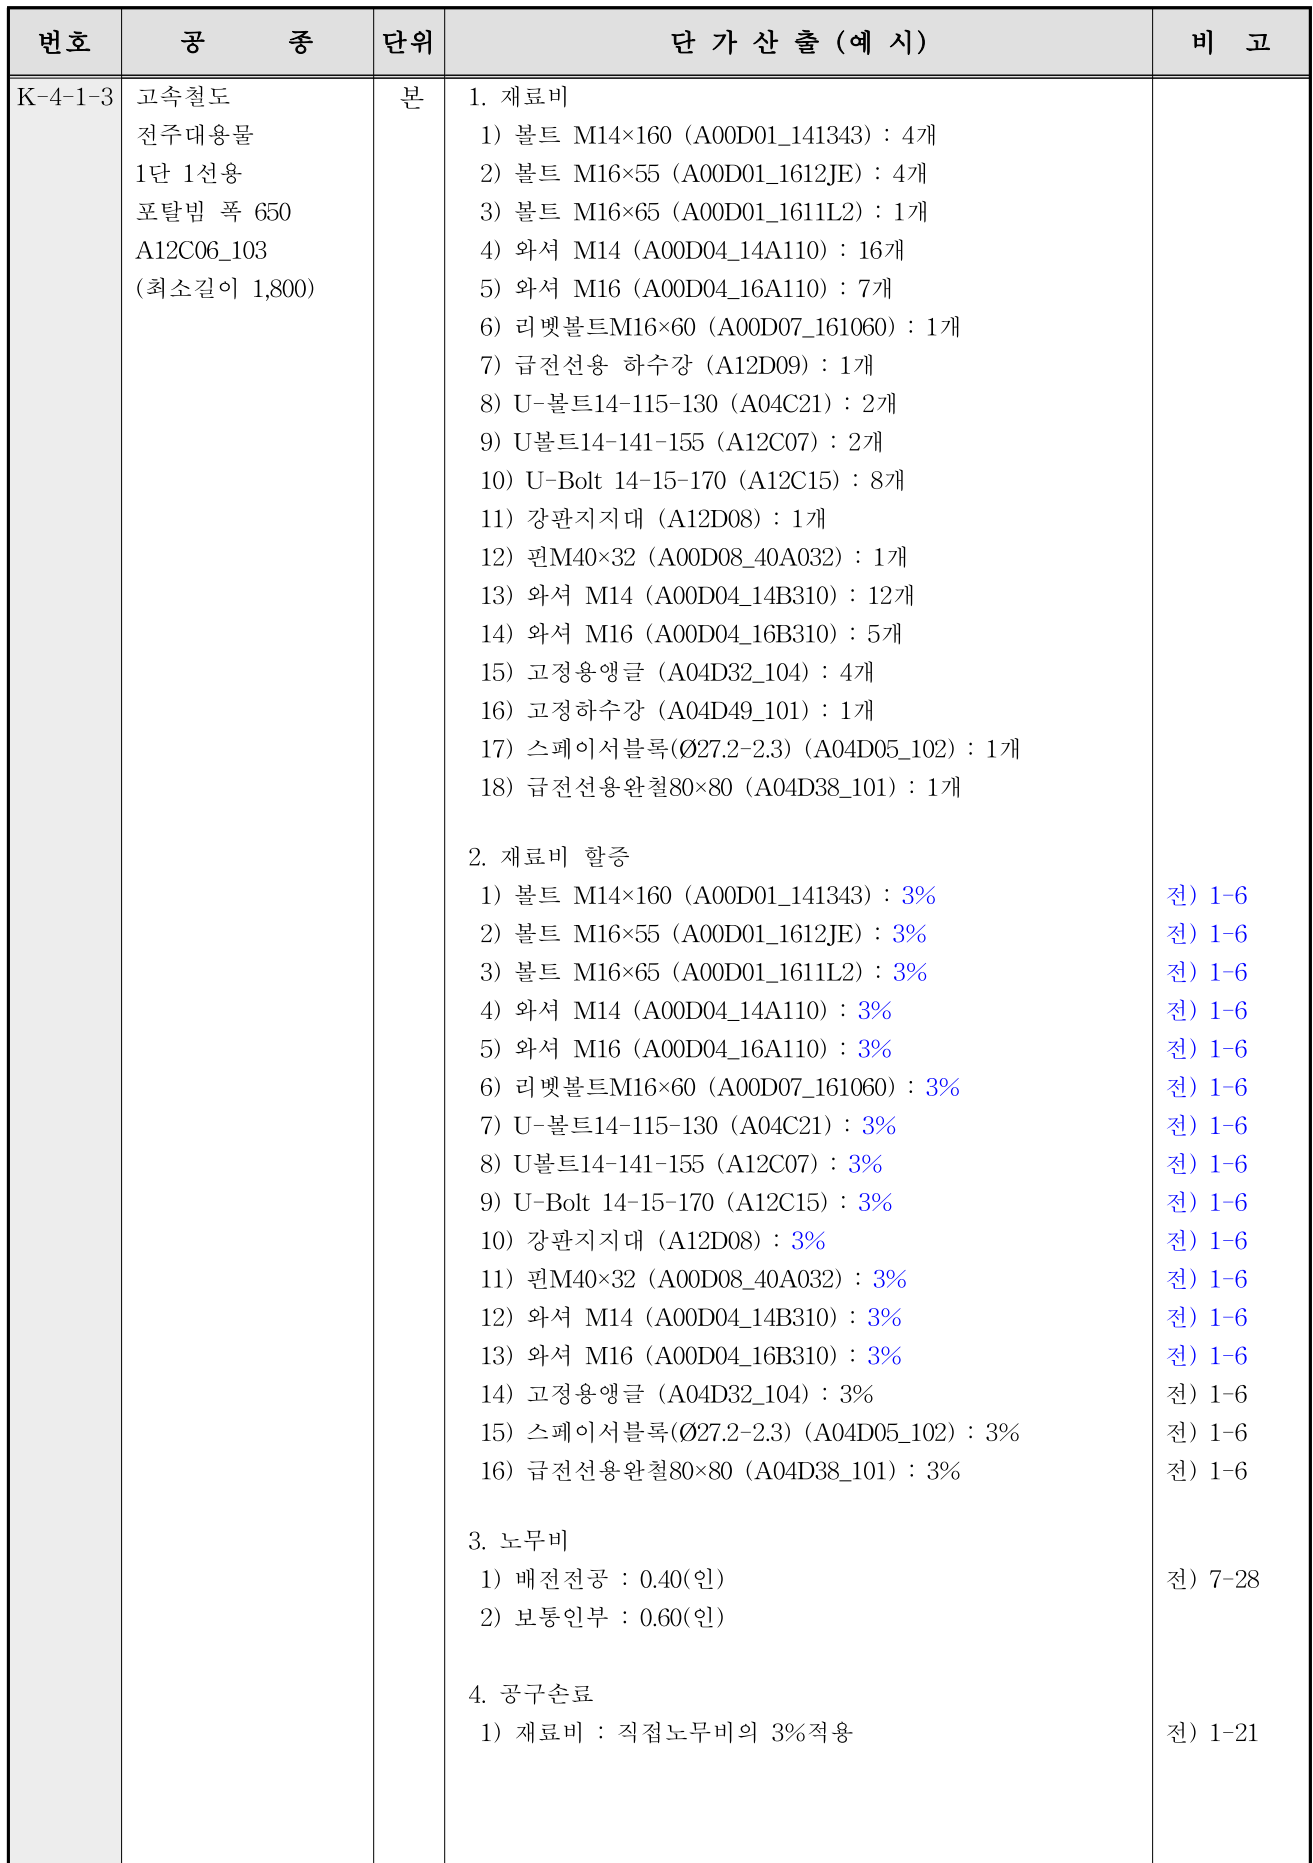 번호 공 종 단위 단 가 산 출 (예 시) 비 고
K-4-1-3 고속철도 본 1. 재료비
전주대용물 1) 볼트 M14×160 (A00D01_141343) : 4개
1단 1선용 2) 볼트 M16×55 (A00D01_1612JE) : 4개
포탈빔 폭 650 3) 볼트 M16×65 (A00D01_1611L2) : 1개
A12C06_103 4) 와셔 M14 (A00D04_14A110) : 16개
(최소길이 1,800) 5) 와셔 M16 (A00D04_16A110) : 7개
6) 리벳볼트M16×60 (A00D07_161060) : 1개
7) 급전선용 하수강 (A12D09) : 1개
8) U-볼트14-115-130 (A04C21) : 2개
9) U볼트14-141-155 (A12C07) : 2개
10) U-Bolt 14-15-170 (A12C15) : 8개
11) 강판지지대 (A12D08) : 1개
12) 핀M40×32 (A00D08_40A032) : 1개
13) 와셔 M14 (A00D04_14B310) : 12개
14) 와셔 M16 (A00D04_16B310) : 5개
15) 고정용앵글 (A04D32_104) : 4개
16) 고정하수강 (A04D49_101) : 1개
17) 스페이서블록(Ø27.2-2.3) (A04D05_102) : 1개
18) 급전선용완철80×80 (A04D38_101) : 1개
2. 재료비 할증
1) 볼트 M14×160 (A00D01_141343) : 3% 전) 1-6
2) 볼트 M16×55 (A00D01_1612JE) : 3% 전) 1-6
3) 볼트 M16×65 (A00D01_1611L2) : 3% 전) 1-6
4) 와셔 M14 (A00D04_14A110) : 3% 전) 1-6
5) 와셔 M16 (A00D04_16A110) : 3% 전) 1-6
6) 리벳볼트M16×60 (A00D07_161060) : 3% 전) 1-6
7) U-볼트14-115-130 (A04C21) : 3% 전) 1-6
8) U볼트14-141-155 (A12C07) : 3% 전) 1-6
9) U-Bolt 14-15-170 (A12C15) : 3% 전) 1-6
10) 강판지지대 (A12D08) : 3% 전) 1-6
11) 핀M40×32 (A00D08_40A032) : 3% 전) 1-6
12) 와셔 M14 (A00D04_14B310) : 3% 전) 1-6
13) 와셔 M16 (A00D04_16B310) : 3% 전) 1-6
14) 고정용앵글 (A04D32_104) : 3% 전) 1-6
15) 스페이서블록(Ø27.2-2.3) (A04D05_102) : 3% 전) 1-6
16) 급전선용완철80×80 (A04D38_101) : 3% 전) 1-6
3. 노무비
1) 배전전공 : 0.40(인) 전) 7-28
2) 보통인부 : 0.60(인)
4. 공구손료
1) 재료비 : 직접노무비의 3%적용 전) 1-21